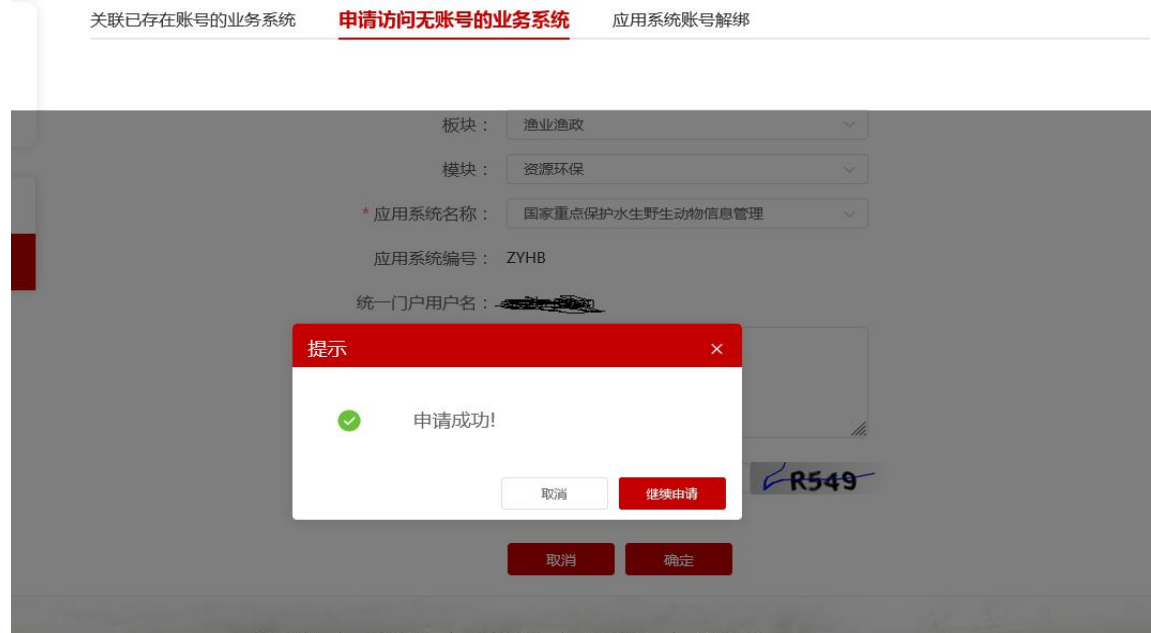 关联已存在账号的业务系统 申请访问无账号的业务系统 应用系统账号解绑
板块： 渔业渔政
模块： 资源环保
* 应用系统名称： 国家重点保护水生野生动物信息管理
应用系统编号： ZYHB
统一门户用户名：
提示
申请成功!
取消 继续申请
R549
取消 确定